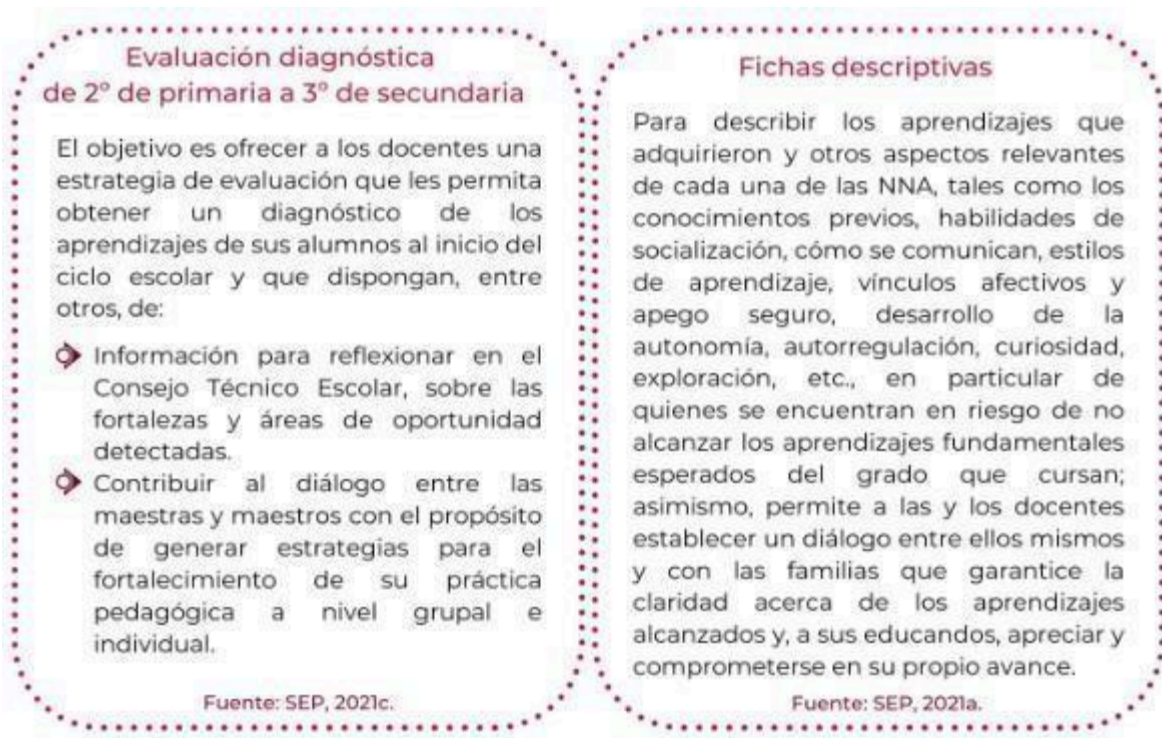 Evaluación diagnóstica
de 2° de primaria a 3° de secundaria
El objetivo es ofrecer a los docentes una
estrategia de evaluación que les permita
obtener un diagnóstico de los
aprendizajes de sus alumnos al inicio del
ciclo escolar y que dispongan, entre
otros, de:
Información para reflexionar en el
Consejo Técnico Escolar, sobre las
fortalezas y áreas de oportunidad
detectadas.
Contribuir al diálogo entre las
maestras y maestros con el propósito
de generar estrategias para el
fortalecimiento de su práctica
pedagógica a nivel grupal e
individual.
Fuente: SEP, 2021c.
Fichas descriptivas
Para describir los aprendizajes que
adquirieron y otros aspectos relevantes
de cada una de las NNA, tales como los
conocimientos previos, habilidades de
socialización, cómo se comunican, estilos
de aprendizaje, vínculos afectivos y
apego seguro, desarrollo de la
autonomía, autorregulación, curiosidad,
exploración, etc., en particular de
quienes se encuentran en riesgo de no
alcanzar los aprendizajes fundamentales
esperados del grado que cursan;
asimismo, permite a las y los docentes
establecer un diálogo entre ellos mismos
y con las familias que garantice la
claridad acerca de los aprendizajes
alcanzados y, a sus educandos, apreciar y
comprometerse en su propio avance.
Fuente: SEP, 2021a.